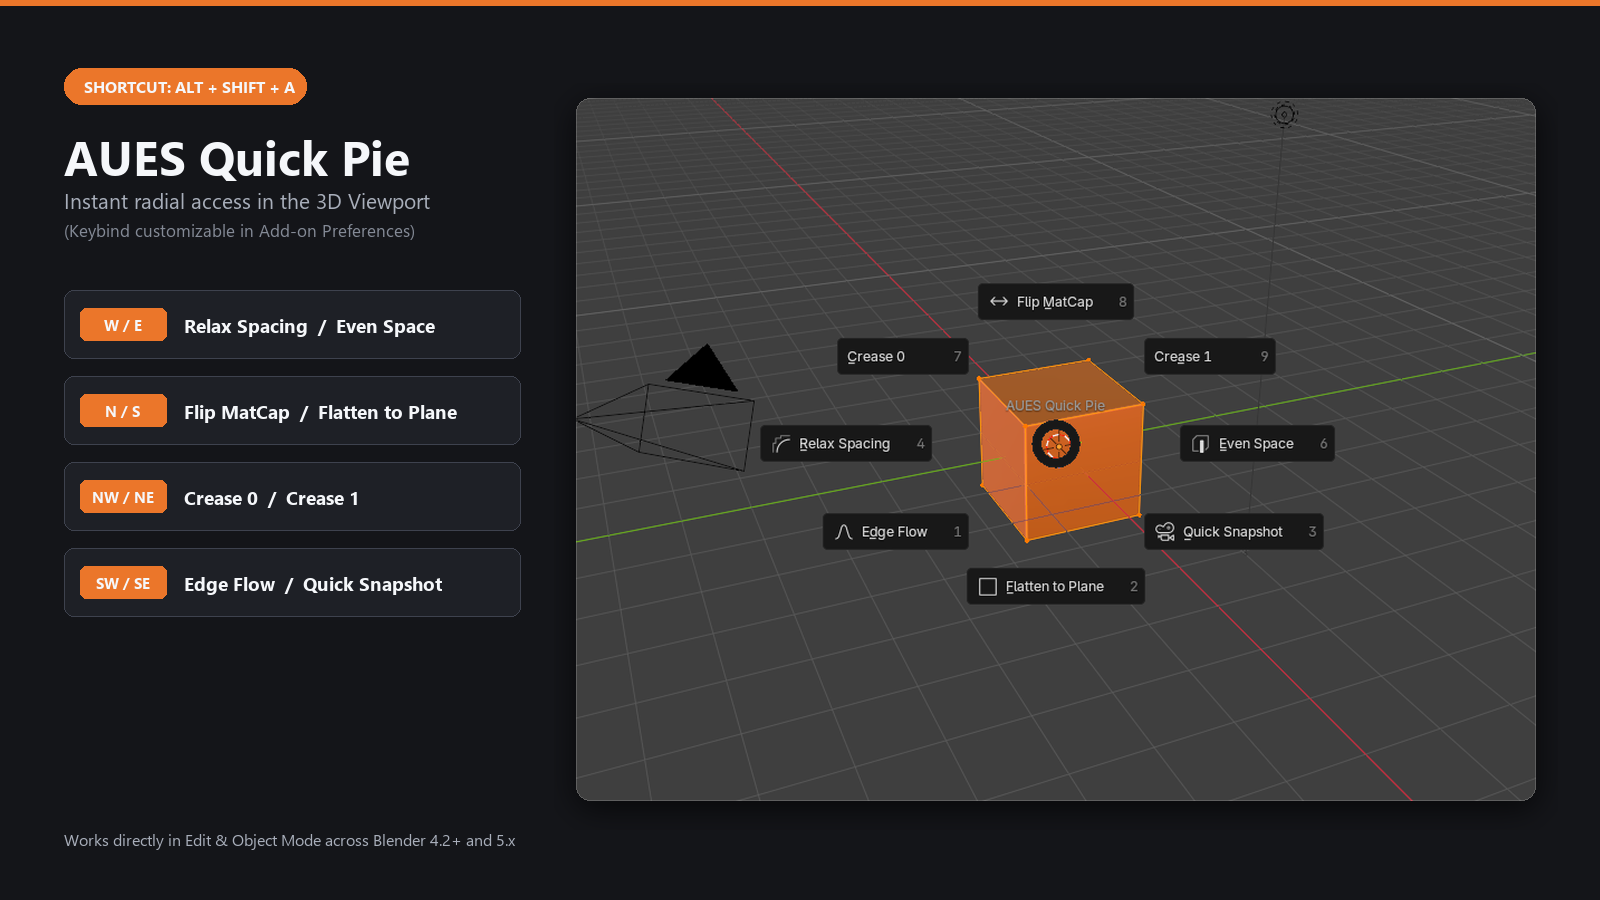 SHORTCUT: ALT + SHIFT + A
AUES Quick Pie
Instant radial access in the 3D Viewport
(Keybind customizable in Add-on Preferences)
W / E
Relax Spacing / Even Space
N / S
Flip MatCap / Flatten to Plane
NW / NE
Crease 0 / Crease 1
SW / SE
Edge Flow / Quick Snapshot
Works directly in Edit & Object Mode across Blender 4.2+ and 5.x
Flip MatCap 8
Crease 0 7
Crease 1 9
AUES Quick Pie
Relax Spacing 4
Even Space 6
Edge Flow 1
Quick Snapshot 3
Flatten to Plane 2